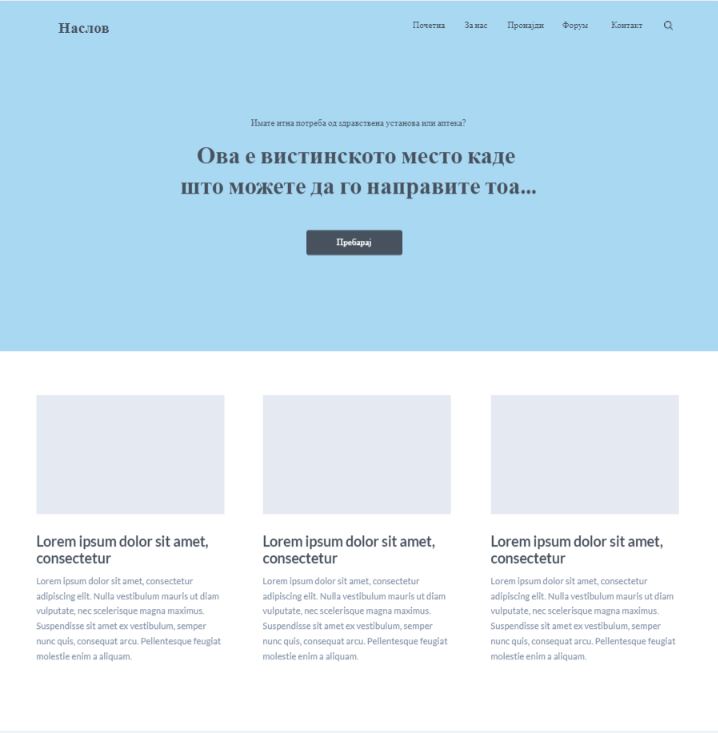 Наслов
Почетна За нас Пронајди Форум Контакт
Имате итна потреба од здравствена установа или аптека?
Ова е вистинското место каде
што можете да го направите тоа...
Пребарај
Lorem ipsum dolor sit amet,
consectetur
Lorem ipsum dolor sit amet, consectetur
adipiscing elit. Nulla vestibulum mauris ut diam
vulputate, nec scelerisque magna maximus.
Suspendisse sit amet ex vestibulum, semper
nunc quis, consequat arcu. Pellentesque feugiat
molestie enim a aliquam.
Lorem ipsum dolor sit amet,
consectetur
Lorem ipsum dolor sit amet, consectetur
adipiscing elit. Nulla vestibulum mauris ut diam
vulputate, nec scelerisque magna maximus.
Suspendisse sit amet ex vestibulum, semper
nunc quis, consequat arcu. Pellentesque feugiat
molestie enim a aliquam.
Lorem ipsum dolor sit amet,
consectetur
Lorem ipsum dolor sit amet, consectetur
adipiscing elit. Nulla vestibulum mauris ut diam
vulputate, nec scelerisque magna maximus.
Suspendisse sit amet ex vestibulum, semper
nunc quis, consequat arcu. Pellentesque feugiat
molestie enim a aliquam.